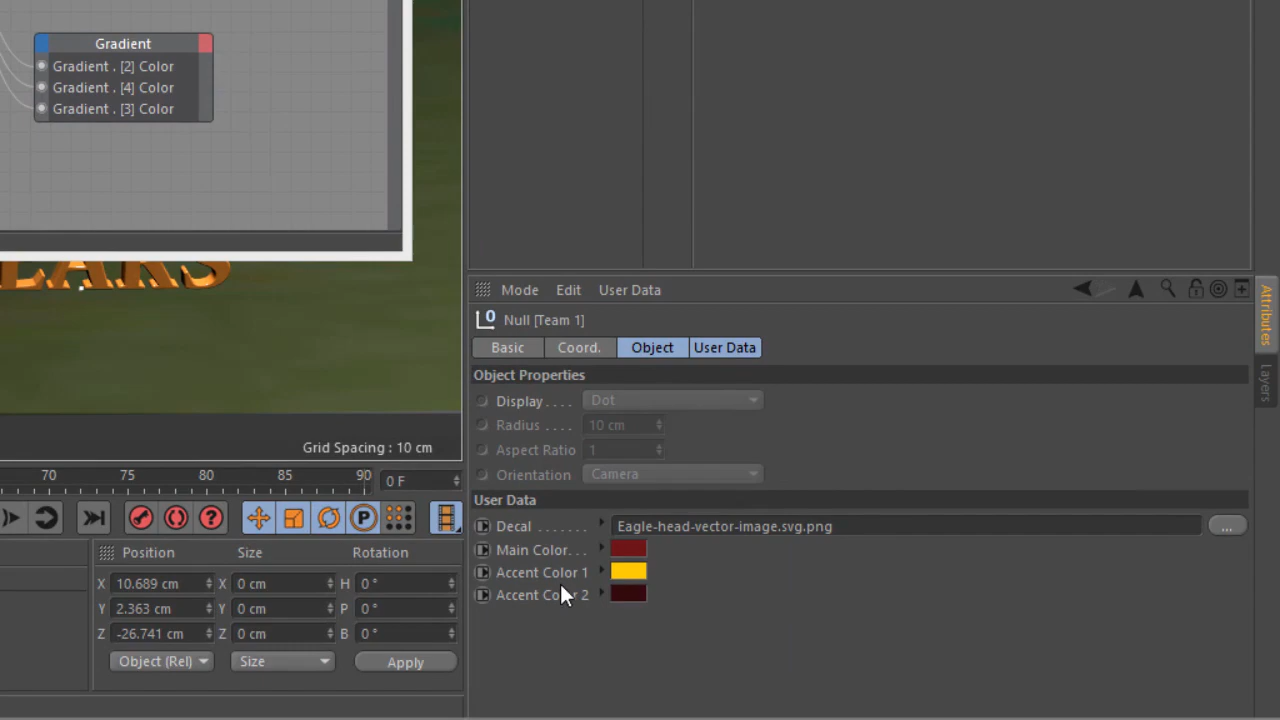 Gradient
Gradient . [2] Color
Gradient . [4] Color
Gradient . [3] Color
LARS
Grid Spacing : 10 cm
70 75 80 85 90 0 F
Position Size Rotation
X 10.689 cm X 0 cm H 0 °
Y 2.363 cm Y 0 cm P 0 °
Z -26.741 cm Z 0 cm B 0 °
Object (Rel) Size Apply
Mode Edit User Data
Null [Team 1]
Basic Coord. Object User Data
Object Properties
Display . . . . Dot
Radius . . . . 10 cm
Aspect Ratio 1
Orientation Camera
User Data
Decal . . . . . . . Eagle-head-vector-image.svg.png ...
Main Color. . .
Accent Color 1
Accent Color 2
Attributes
Layers